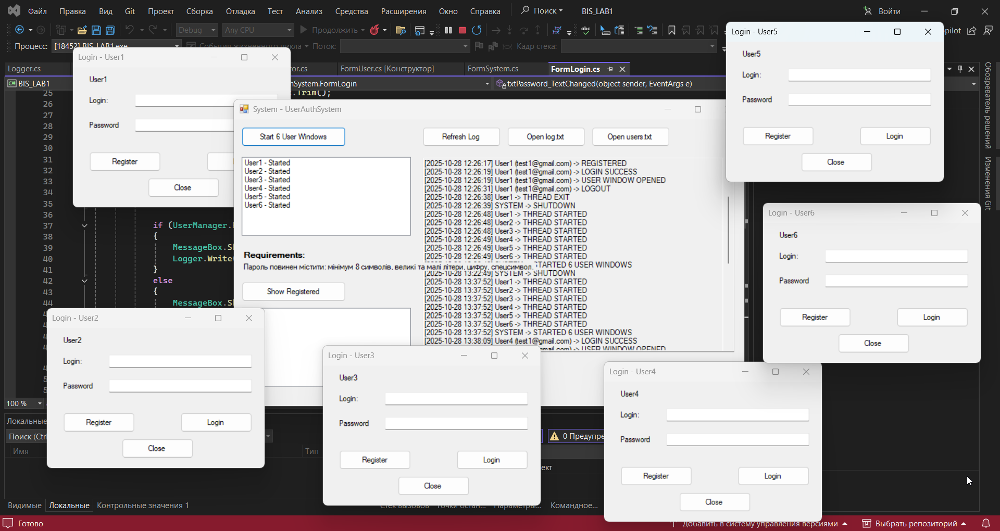 Файл Правка Вид Git Проект Сборка Отладка Тест Анализ Средства Расширения Окно Справка Поиск BIS_LAB1 Войти
Debug Any CPU Продолжить pilot
Процесс: [18452] BIS_LAB1.exe События жизненного цикла Поток: Кадр стека:
Logger.cs or.cs FormUser.cs [Конструктор] FormSystem.cs FormLogin.cs
BIS_LAB1 nSystem.FormLogin txtPassword_TextChanged(object sender, EventArgs e)
Обозреватель решений
Изменения Git
25 .Trim();
26
27
28
29
30
31
32
33
34
35
36
37 if (UserManager.
38 {
39 MessageBox.S
40 Logger.Write
41 }
42 else
43 {
44 MessageBox.S
100 %
Login - User1
User1
Login:
Password
Register
Close
System - UserAuthSystem
Start 6 User Windows
Refresh Log
Open log.txt
Open users.txt
User1 - Started
User2 - Started
User3 - Started
User4 - Started
User5 - Started
User6 - Started
Requirements:
Пароль повинен містити: мінімум 8 символів, великі та малі літери, цифру, спецсимвол.
Show Registered
[2025-10-28 12:26:17] User1 (test1@gmail.com) -> REGISTERED
[2025-10-28 12:26:19] User1 (test1@gmail.com) -> LOGIN SUCCESS
[2025-10-28 12:26:19] User1 (test1@gmail.com) -> USER WINDOW OPENED
[2025-10-28 12:26:31] User1 (test1@gmail.com) -> LOGOUT
[2025-10-28 12:26:38] User1 -> THREAD EXIT
[2025-10-28 12:26:39] SYSTEM -> SHUTDOWN
[2025-10-28 12:26:48] User1 -> THREAD STARTED
[2025-10-28 12:26:48] User2 -> THREAD STARTED
[2025-10-28 12:26:48] User3 -> THREAD STARTED
[2025-10-28 12:26:49] User4 -> THREAD STARTED
[2025-10-28 12:26:49] User5 -> THREAD STARTED
[2025-10-28 12:26:49] User6 -> THREAD STARTED
STARTED 6 USER WINDOWS
[2025-10-28 13:22:49] SYSTEM -> SHUTDOWN
[2025-10-28 13:37:52] User1 -> THREAD STARTED
[2025-10-28 13:37:52] User2 -> THREAD STARTED
[2025-10-28 13:37:52] User3 -> THREAD STARTED
[2025-10-28 13:37:52] User4 -> THREAD STARTED
[2025-10-28 13:37:52] User5 -> THREAD STARTED
[2025-10-28 13:37:52] User6 -> THREAD STARTED
[2025-10-28 13:37:52] SYSTEM -> STARTED 6 USER WINDOWS
[2025-10-28 13:38:09] User4 (test1@gmail.com) -> LOGIN SUCCESS
mail.com) -> USER WINDOW OPENED
Login - User5
User5
Login:
Password
Register
Login
Close
Login - User6
User6
Login:
Password
Register
Login
Close
Login - User2
User2
Login:
Password
Register
Login
Close
Login - User3
User3
Login:
Password
Register
Login
Close
Login - User4
User4
Login:
Password
Register
Login
Close
Локальные
Поиск (Ctrl
Имя Тип
0 Предупре
ект
Видимые Локальные Контрольные значения 1
Стек вызовов Точки остан... Параметры... Командное...
Готово Добавить в систему управления версиями Выбрать репозиторий